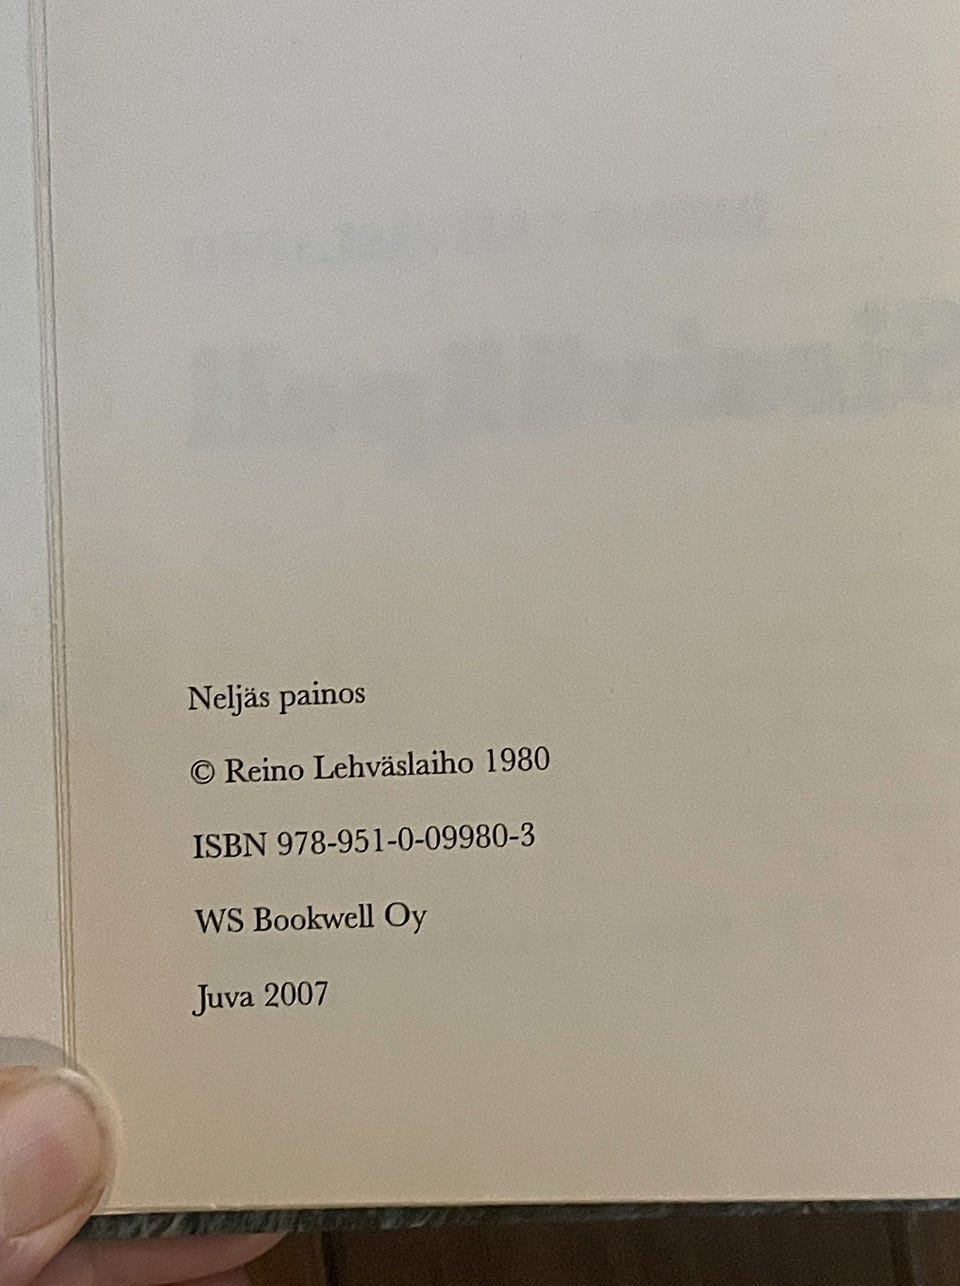 Neljäs painos
© Reino Lehväslaiho 1980
ISBN 978-951-0-09980-3
WS Bookwell Oy
Juva 2007